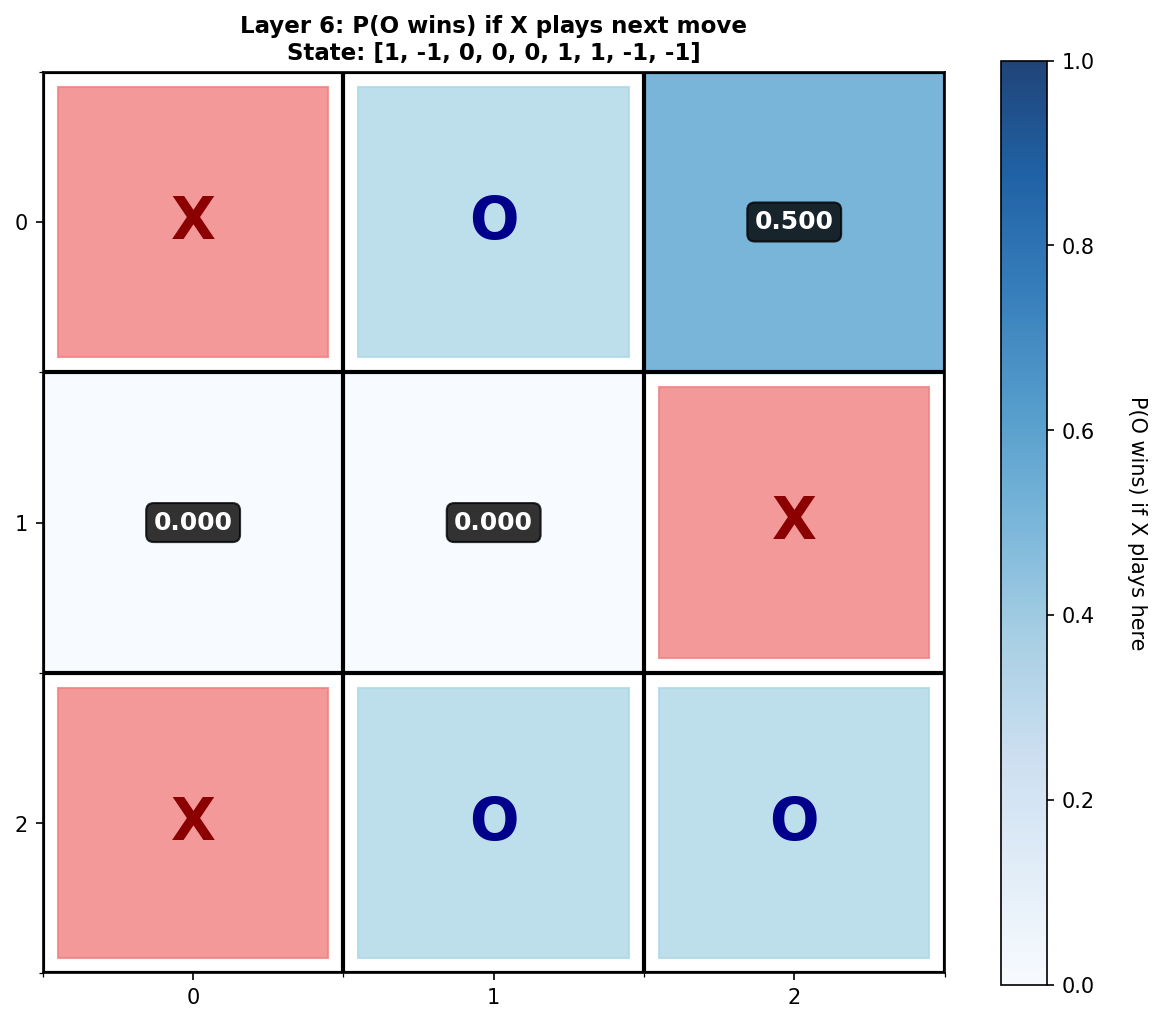 Layer 6: P(O wins) if X plays next move
State: [1, -1, 0, 0, 0, 1, 1, -1, -1]
0
X
O
0.500
1
0.000
0.000
X
2
X
O
O
0
1
2
1.0
0.8
0.6
0.4
0.2
0.0
P(O wins) if X plays here